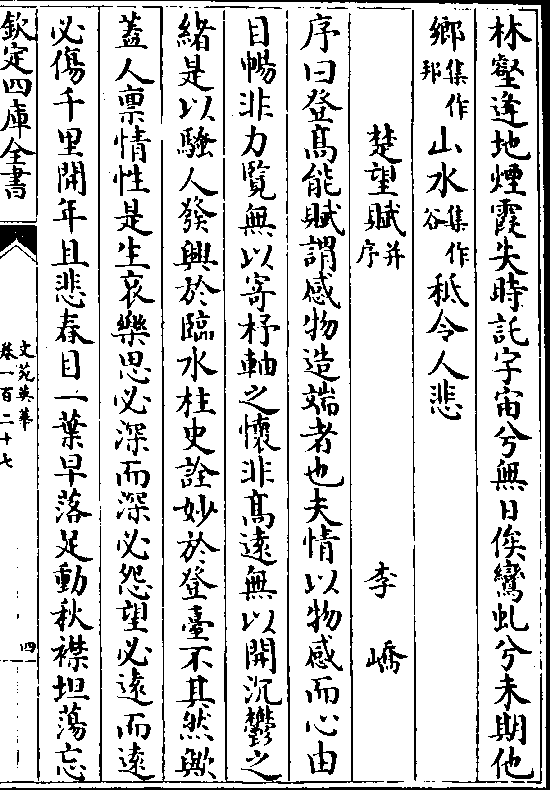 林壑逢地煙霞失時託宇宙兮無日俟鸞虬兮未期他
鄉集作邦山水集作谷秪令人悲
楚望賦并序 李嶠
序曰登髙能賦謂感物造端者也夫情以物感而心由
目暢非力覽無以寄杼軸之懷非髙遠無以開沉鬱之
緒是以騷人發興於臨水柱史詮妙於登臺不其然歟
蓋人禀情性是生哀樂思必深而深必怨望必遠而遠
必傷千里開年且悲春目一葉早落足動秋襟坦蕩忘
欽定四庫全書
文苑英華
卷一百二十七
四